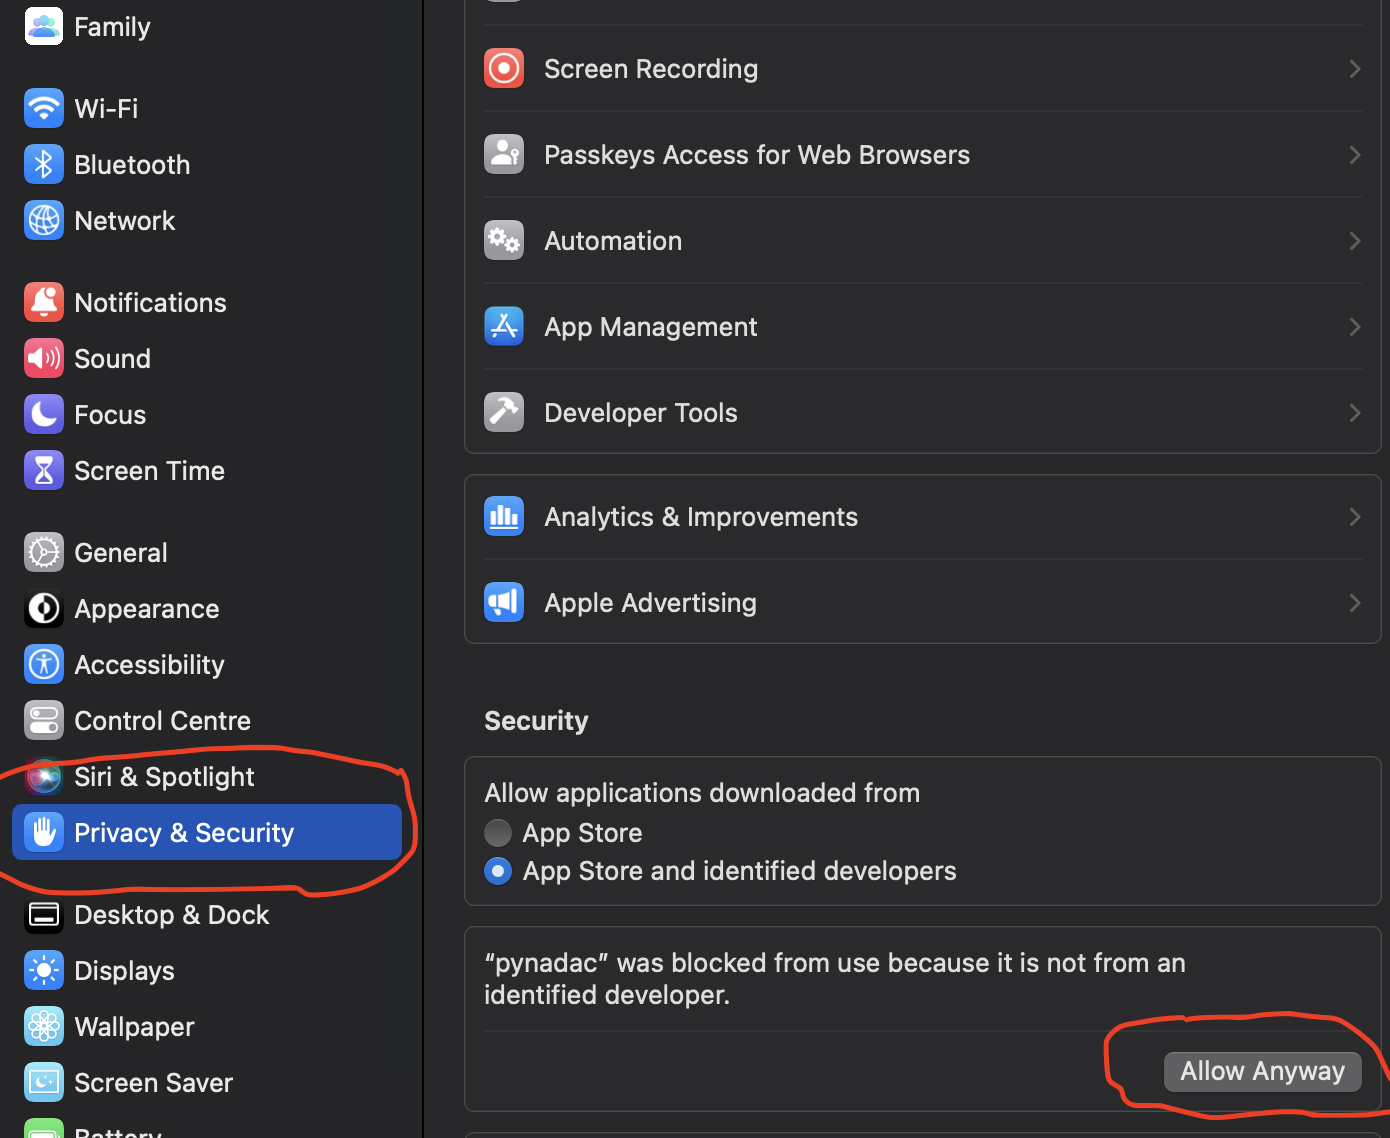 Family
Wi-Fi
Bluetooth
Network
Notifications
Sound
Focus
Screen Time
General
Appearance
Accessibility
Control Centre
Siri & Spotlight
Privacy & Security
Desktop & Dock
Displays
Wallpaper
Screen Saver
Battery
Screen Recording
Passkeys Access for Web Browsers
Automation
App Management
Developer Tools
Analytics & Improvements
Apple Advertising
Security
Allow applications downloaded from
App Store
App Store and identified developers
“pynadac” was blocked from use because it is not from an
identified developer.
Allow Anyway